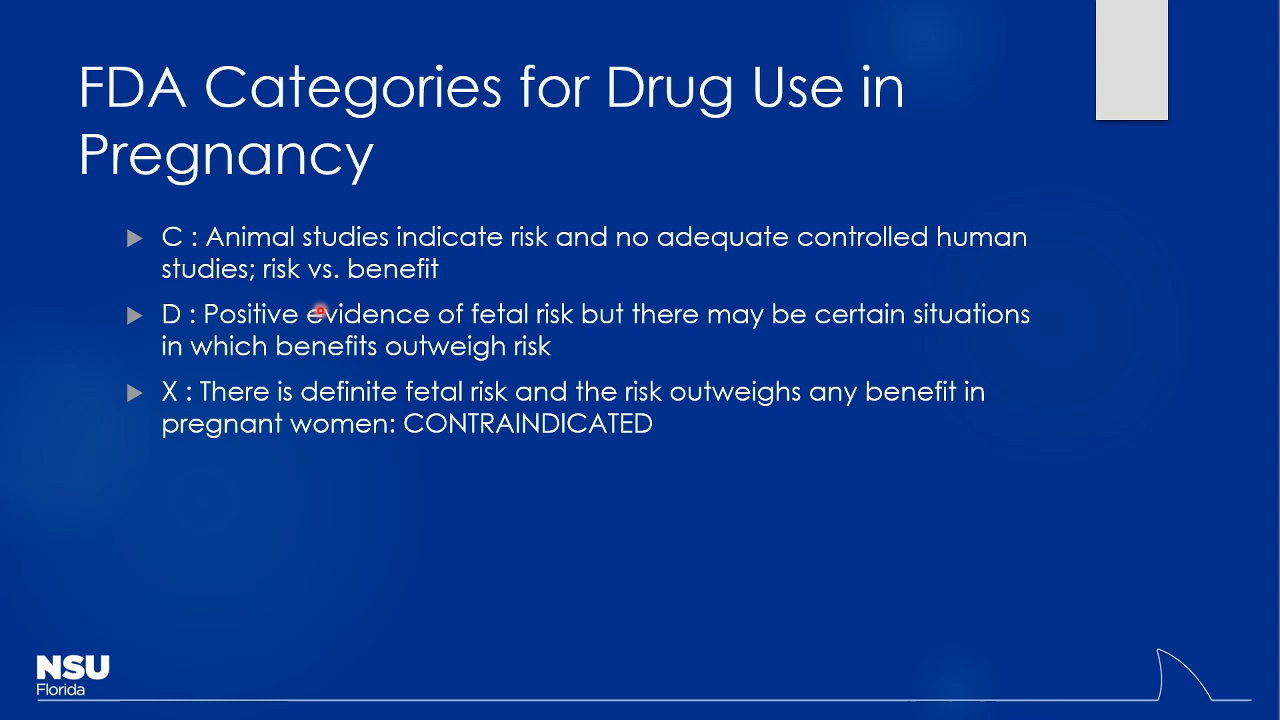 FDA Categories for Drug Use in
Pregnancy
C : Animal studies indicate risk and no adequate controlled human
studies; risk vs. benefit
D : Positive evidence of fetal risk but there may be certain situations
in which benefits outweigh risk
X : There is definite fetal risk and the risk outweighs any benefit in
pregnant women: CONTRAINDICATED
NSU
Florida